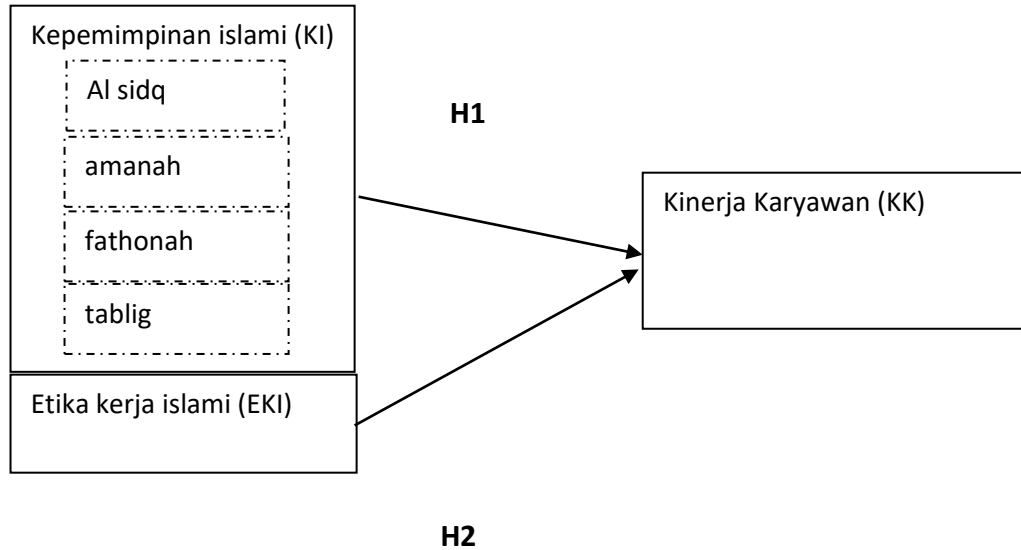 Kepemimpinan islami (KI)
Al sidq
amanah
fathonah
tablig
Etika kerja islami (EKI)
H1
Kinerja Karyawan (KK)
H2